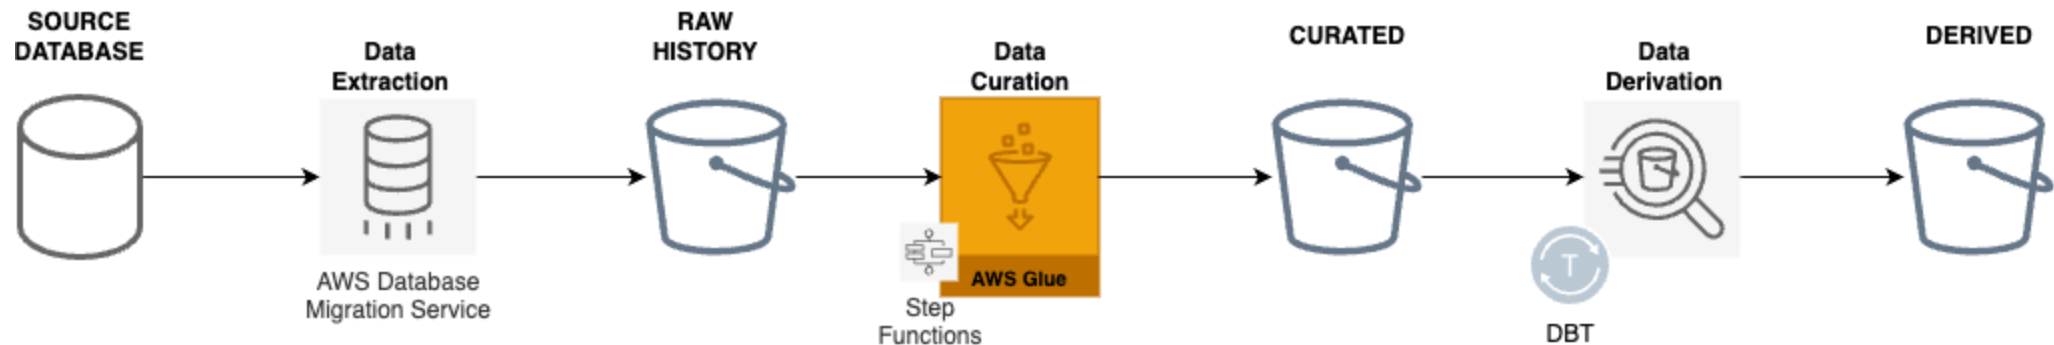 SOURCE
DATABASE
Data
Extraction
AWS Database
Migration Service
RAW
HISTORY
Data
Curation
AWS Glue
Step
Functions
CURATED
Data
Derivation
T
DBT
DERIVED